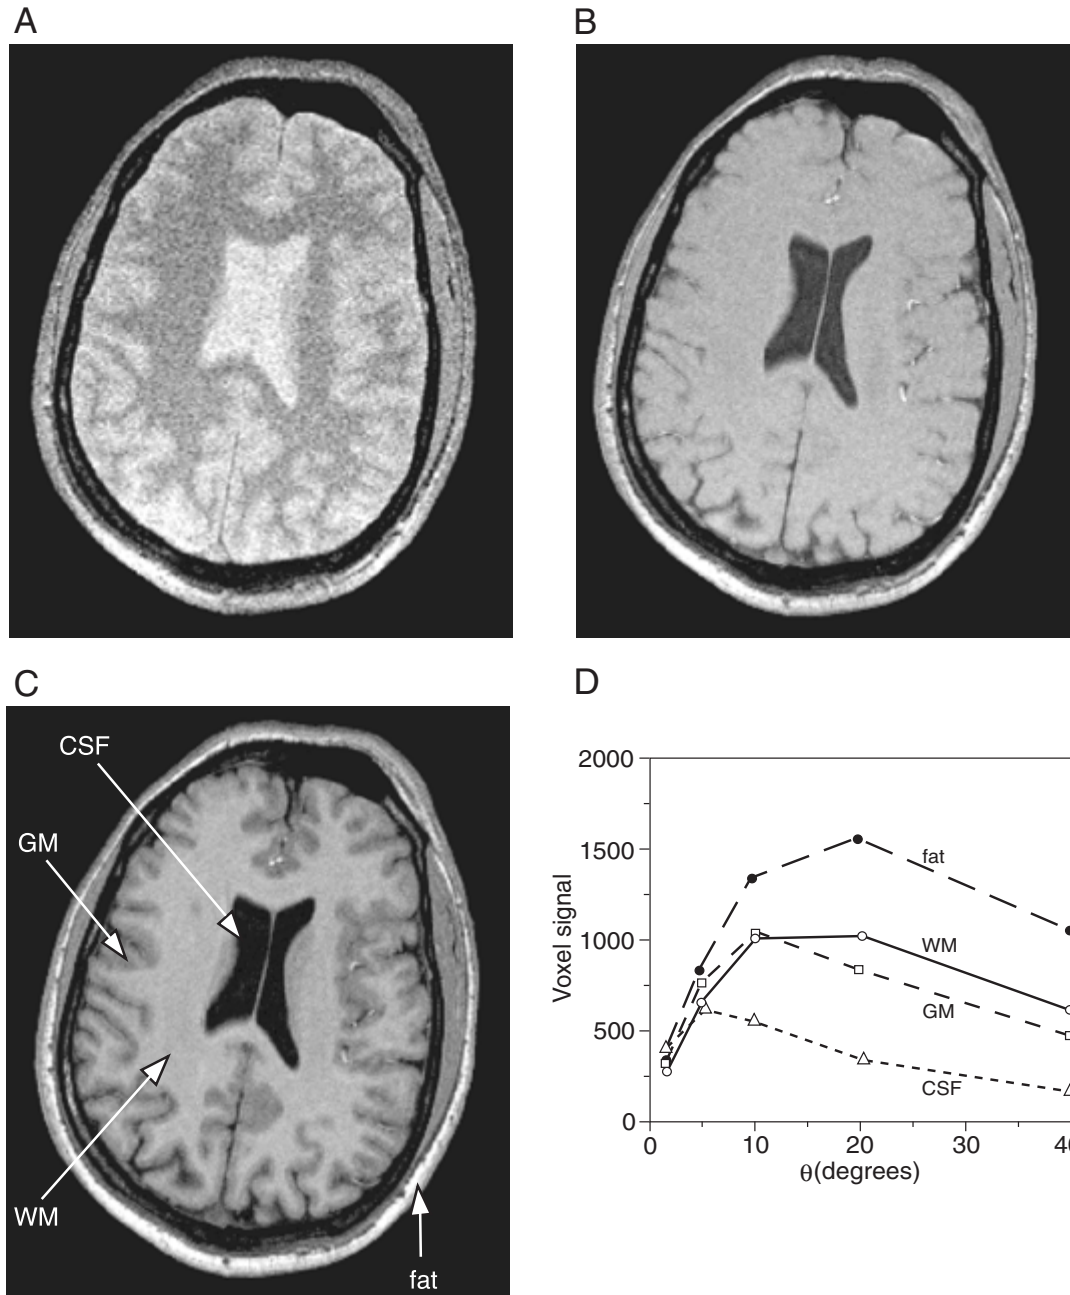 A
B
C
CSF
GM
WM
fat
D
2000
1500
1000
500
0
Voxel signal
fat
WM
GM
CSF
0
10
20
30
θ(degrees)